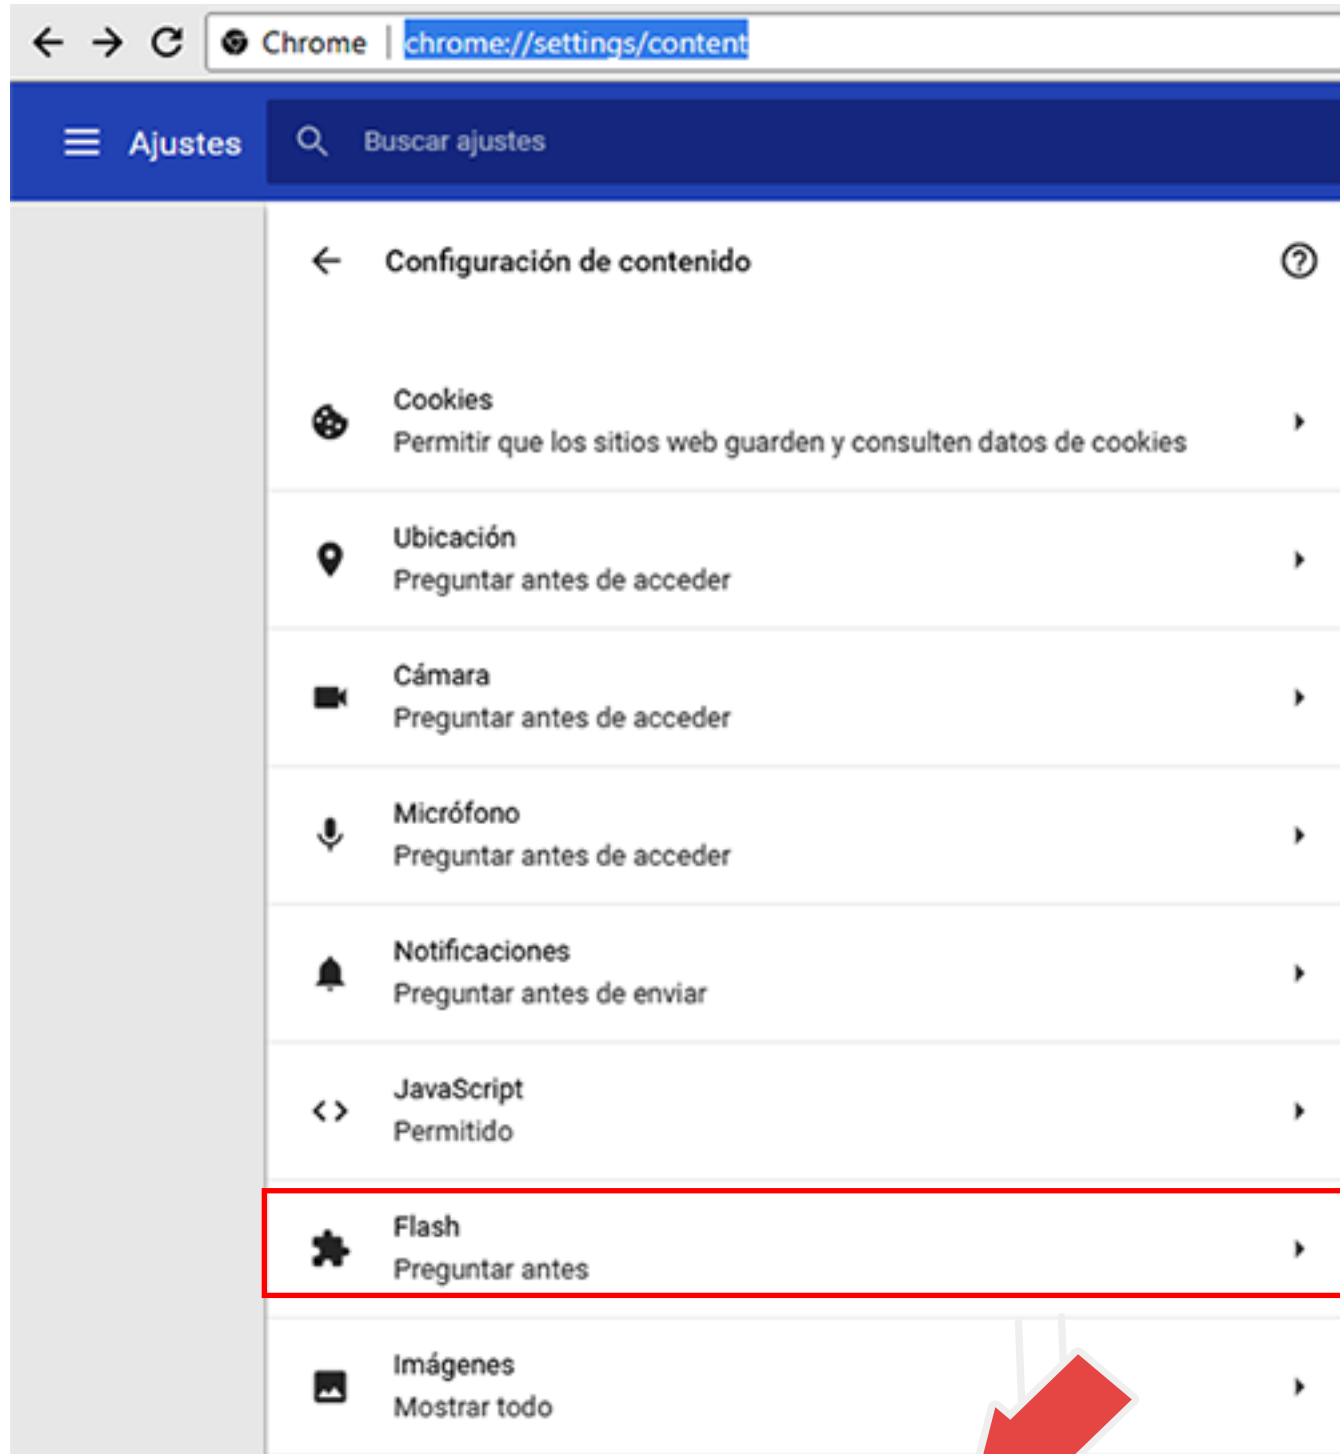 Chrome | chrome://settings/content
Ajustes Buscar ajustes
Configuración de contenido
Cookies
Permitir que los sitios web guarden y consulten datos de cookies
Ubicación
Preguntar antes de acceder
Cámara
Preguntar antes de acceder
Micrófono
Preguntar antes de acceder
Notificaciones
Preguntar antes de enviar
JavaScript
Permitido
Flash
Preguntar antes
Imágenes
Mostrar todo